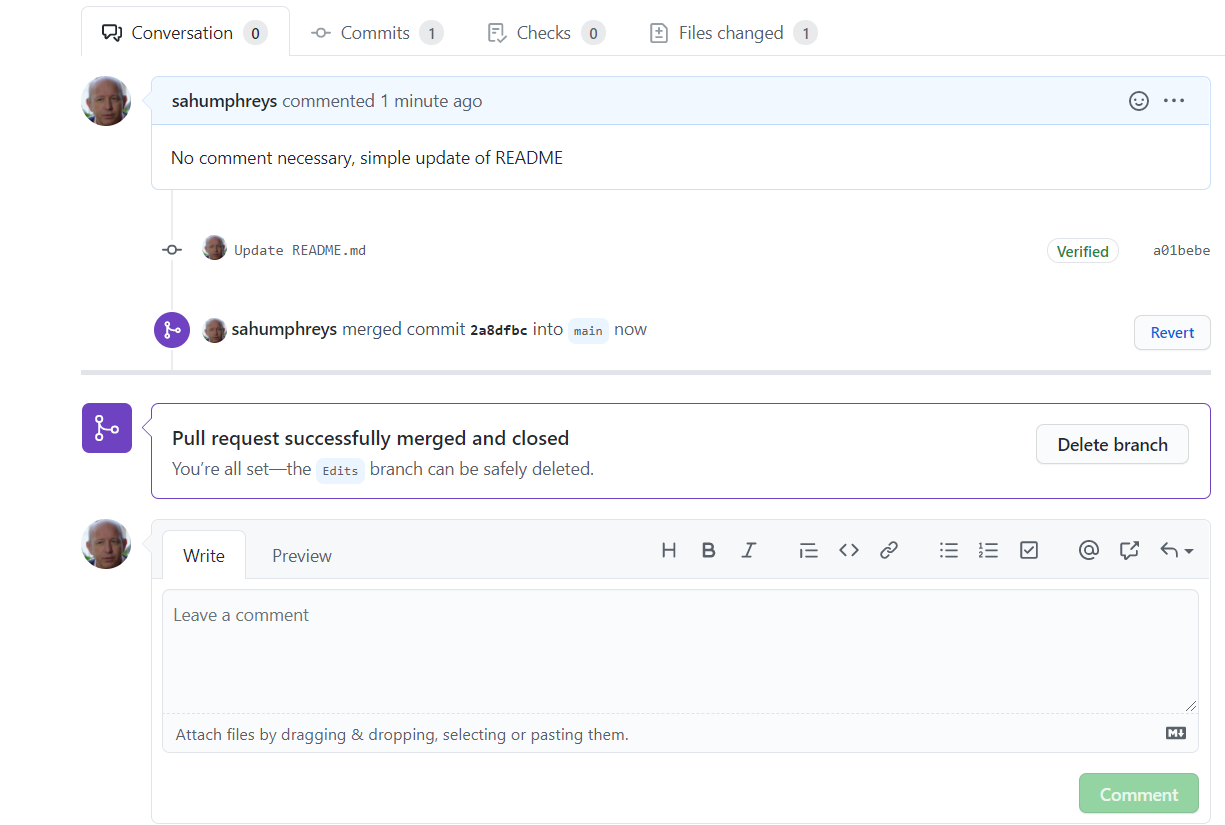 Conversation 0 Commits 1 Checks 0 Files changed 1
sahumphreys commented 1 minute ago
No comment necessary, simple update of README
Update README.md Verified a01bebe
sahumphreys merged commit 2a8dfbc into main now Revert
Pull request successfully merged and closed
You're all set—the Edits branch can be safely deleted.
Delete branch
Write Preview
Leave a comment
Attach files by dragging & dropping, selecting or pasting them.
Comment